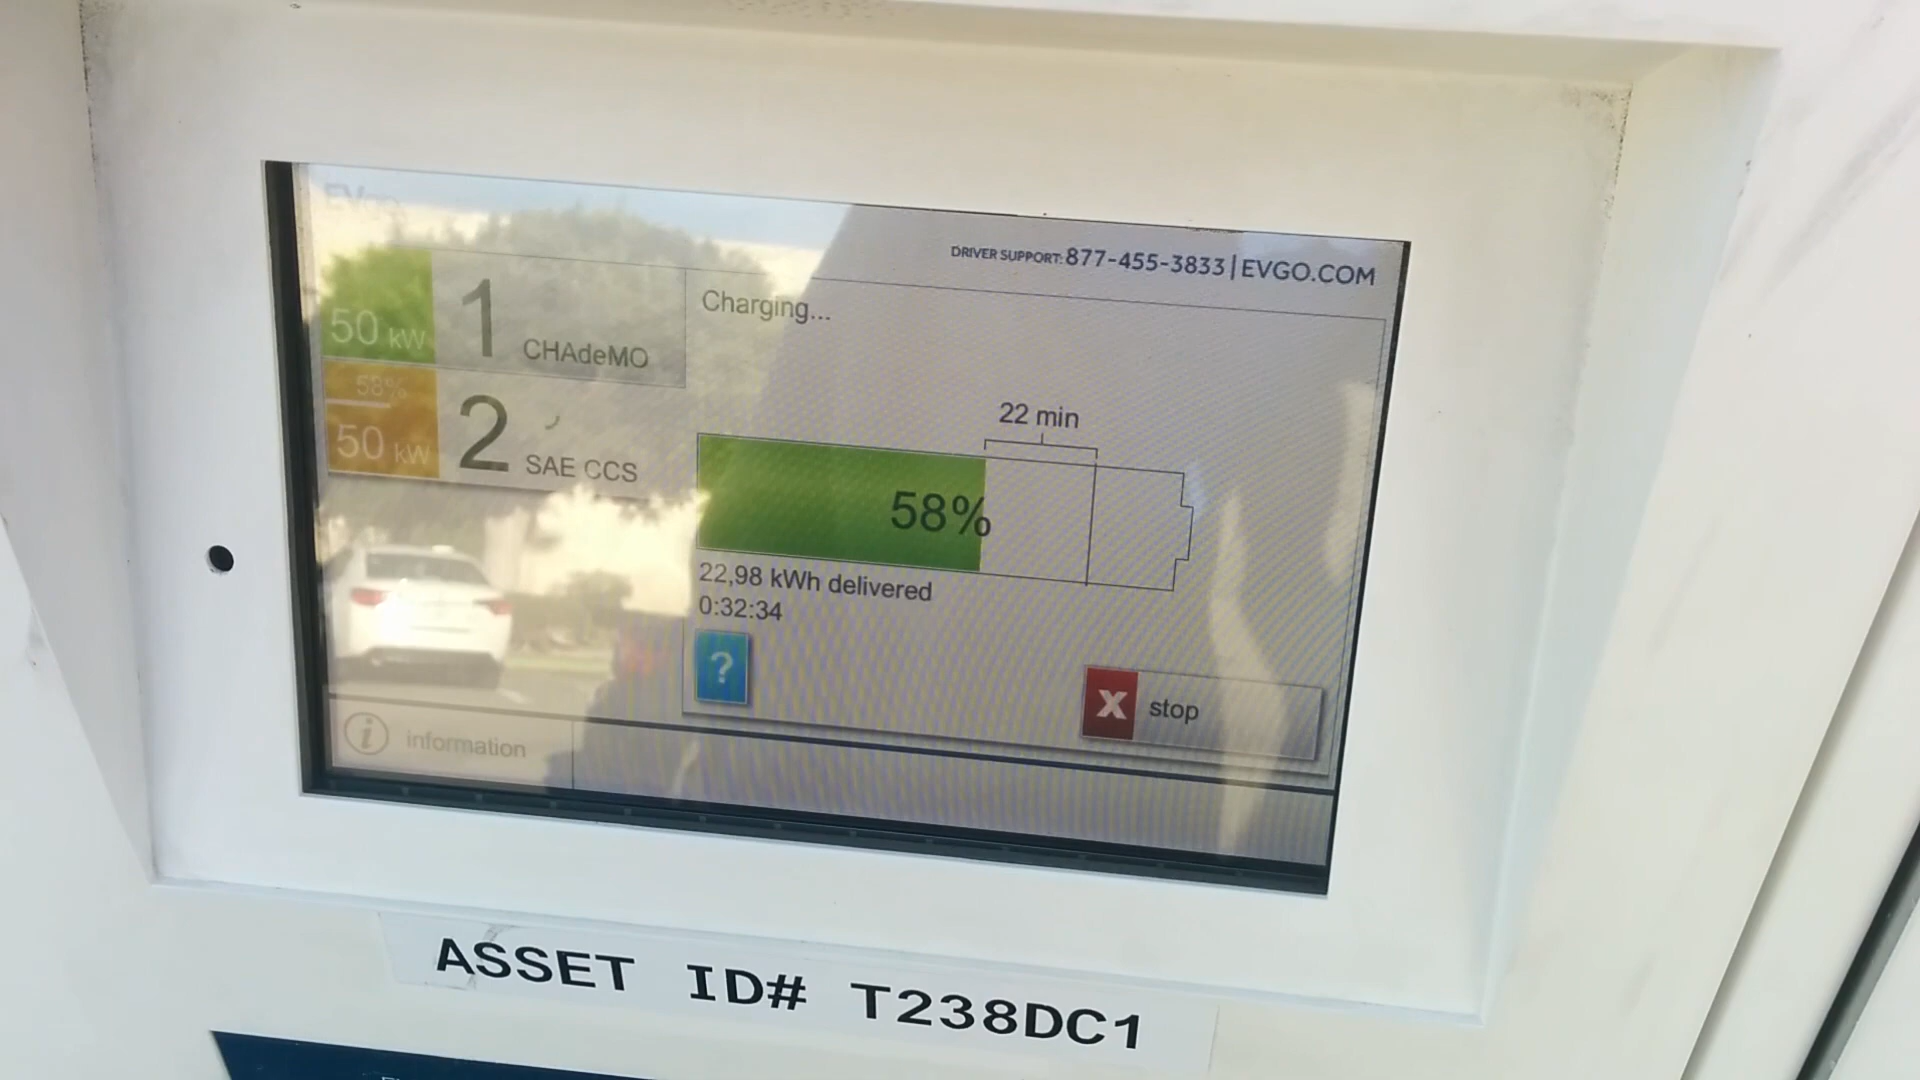 EVgo
DRIVER SUPPORT: 877-455-3833 | EVGO.COM
50 kW 1 CHAdeMO
58%
50 kW 2 SAE CCS
Charging...
22 min
58%
22,98 kWh delivered
0:32:34
?
X stop
i information
ASSET ID# T238DC1